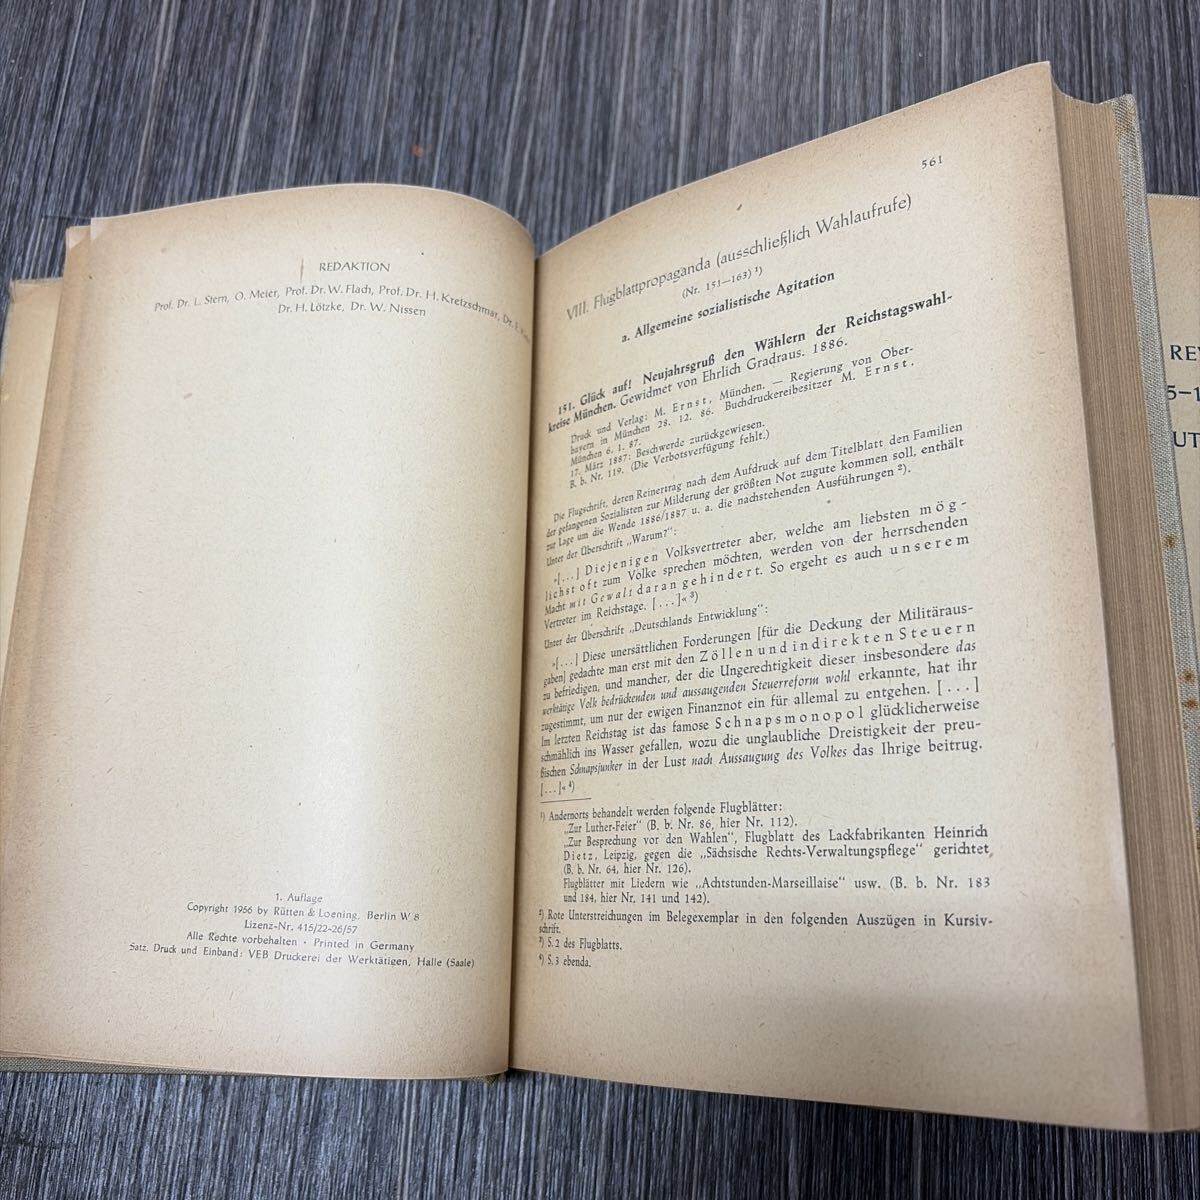 REDAKTION
Prof. Dr. L. Stern, O. Meier, Prof. Dr. W. Flach, Prof. Dr. H. Kretzschmar, Dr.
Dr. H. Lötzke, Dr. W. Nissen
1. Auflage
Copyright 1956 by Rütten & Loening, Berlin W 8
Lizenz-Nr. 415/22-26/57
Alle Rechte vorbehalten · Printed in Germany
Satz, Druck und Einband: VEB Druckerei der Werktätigen, Halle (Saale)
561
VIII. Flugblattpropaganda (ausschließlich Wahlaufrufe)
(Nr. 151—163) ¹)
a. Allgemeine sozialistische Agitation
151. Glück auf! Neujahrsgruß den Wählern der Reichstagswahl-
kreise München. Gewidmet von Ehrlich Gradraus. 1886.
Druck und Verlag: M. Ernst, München. — Regierung von Ober-
bayern in München 28. 12. 86. Buchdruckereibesitzer M. Ernst,
München 6. 1. 87.
17. März 1887: Beschwerde zurückgewiesen.
B. b. Nr. 119. (Die Verbotsverfügung fehlt.)
Die Flugschrift, deren Reinertrag nach dem Aufdruck auf dem Titelblatt den Familien
der gefangenen Sozialisten zur Milderung der größten Not zugute kommen soll, enthält
zur Lage um die Wende 1886/1887 u. a. die nachstehenden Ausführungen ²).
Unter der Überschrift „Warum?“:
»[...] Diejenigen Volksvertreter aber, welche am liebsten mög-
lichst oft zum Volke sprechen möchten, werden von der herrschenden
Macht mit Gewalt daran gehindert. So ergeht es auch unserem
Vertreter im Reichstage. [...]« ³)
Unter der Überschrift „Deutschlands Entwicklung“:
»[...] Diese unersättlichen Forderungen [für die Deckung der Militäraus-
gaben] gedachte man erst mit den Zöllen und indirekten Steuern
zu befriedigen, und mancher, der die Ungerechtigkeit dieser insbesondere das
werktätige Volk bedrückenden und aussaugenden Steuerreform wohl erkannte, hat ihr
zugestimmt, um nur der ewigen Finanznot ein für allemal zu entgehen. [...]
Im letzten Reichstag ist das famose Schnapsmonopol glücklicherweise
schmählich ins Wasser gefallen, wozu die unglaubliche Dreistigkeit der preu-
ßischen Schnapsjunker in der Lust nach Aussaugung des Volkes das Ihrige beitrug.
[...]« ⁴)
¹) Andernorts behandelt werden folgende Flugblätter:
„Zur Luther-Feier“ (B. b. Nr. 86, hier Nr. 112).
„Zur Besprechung vor den Wahlen“, Flugblatt des Lackfabrikanten Heinrich
Dietz, Leipzig, gegen die „Sächsische Rechts-Verwaltungspflege“ gerichtet
(B. b. Nr. 64, hier Nr. 126).
Flugblätter mit Liedern wie „Achtstunden-Marseillaise“ usw. (B. b. Nr. 183
und 184, hier Nr. 141 und 142).
²) Rote Unterstreichungen im Belegexemplar in den folgenden Auszügen in Kursiv-
schrift.
³) S. 2 des Flugblatts.
⁴) S. 3 ebenda.
RE
5-1
UT